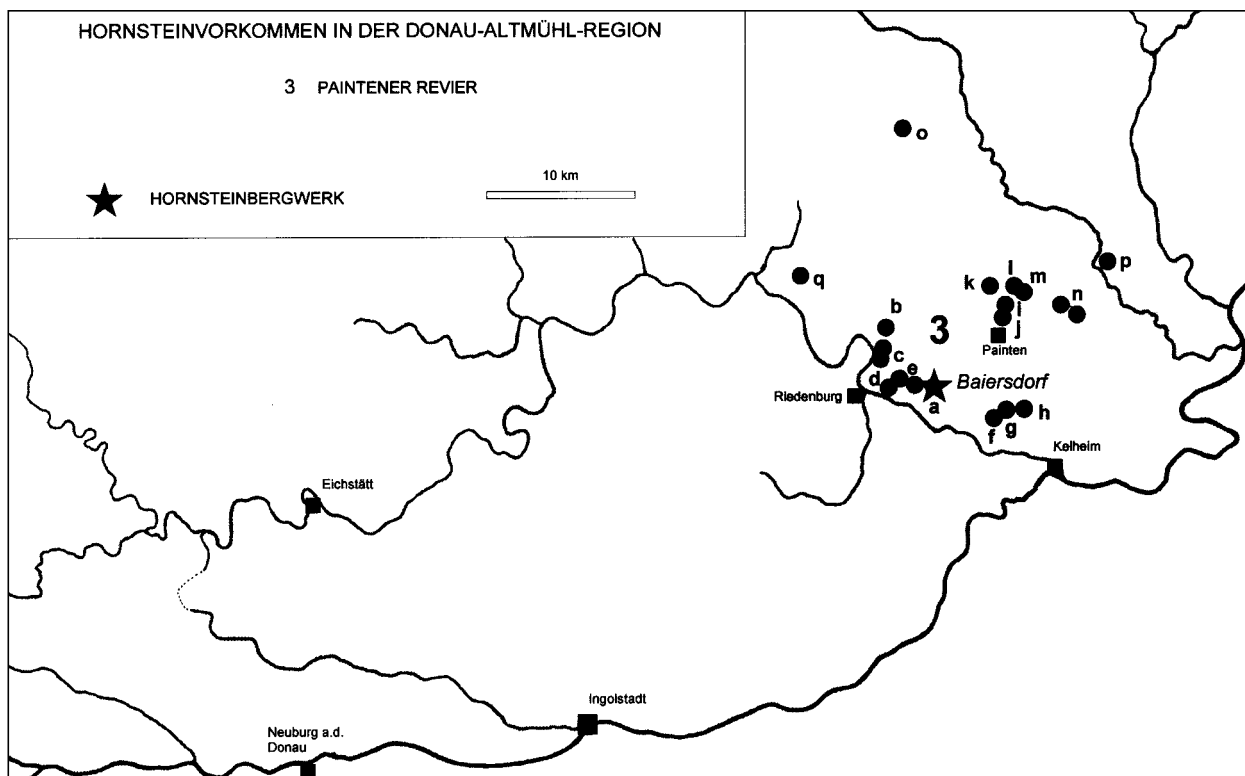 HORNSTEINVORKOMMEN IN DER DONAU-ALTMÜHL-REGION
3 PAINTENER REVIER
10 km
HORNSTEINBERGWERK
o
p
q
k
l
m
n
b
3
i
j
Painten
c
d
e
Baiersdorf
Riedenburg
a
f
g
h
Kelheim
Eichstätt
Ingolstadt
Neuburg a.d.
Donau